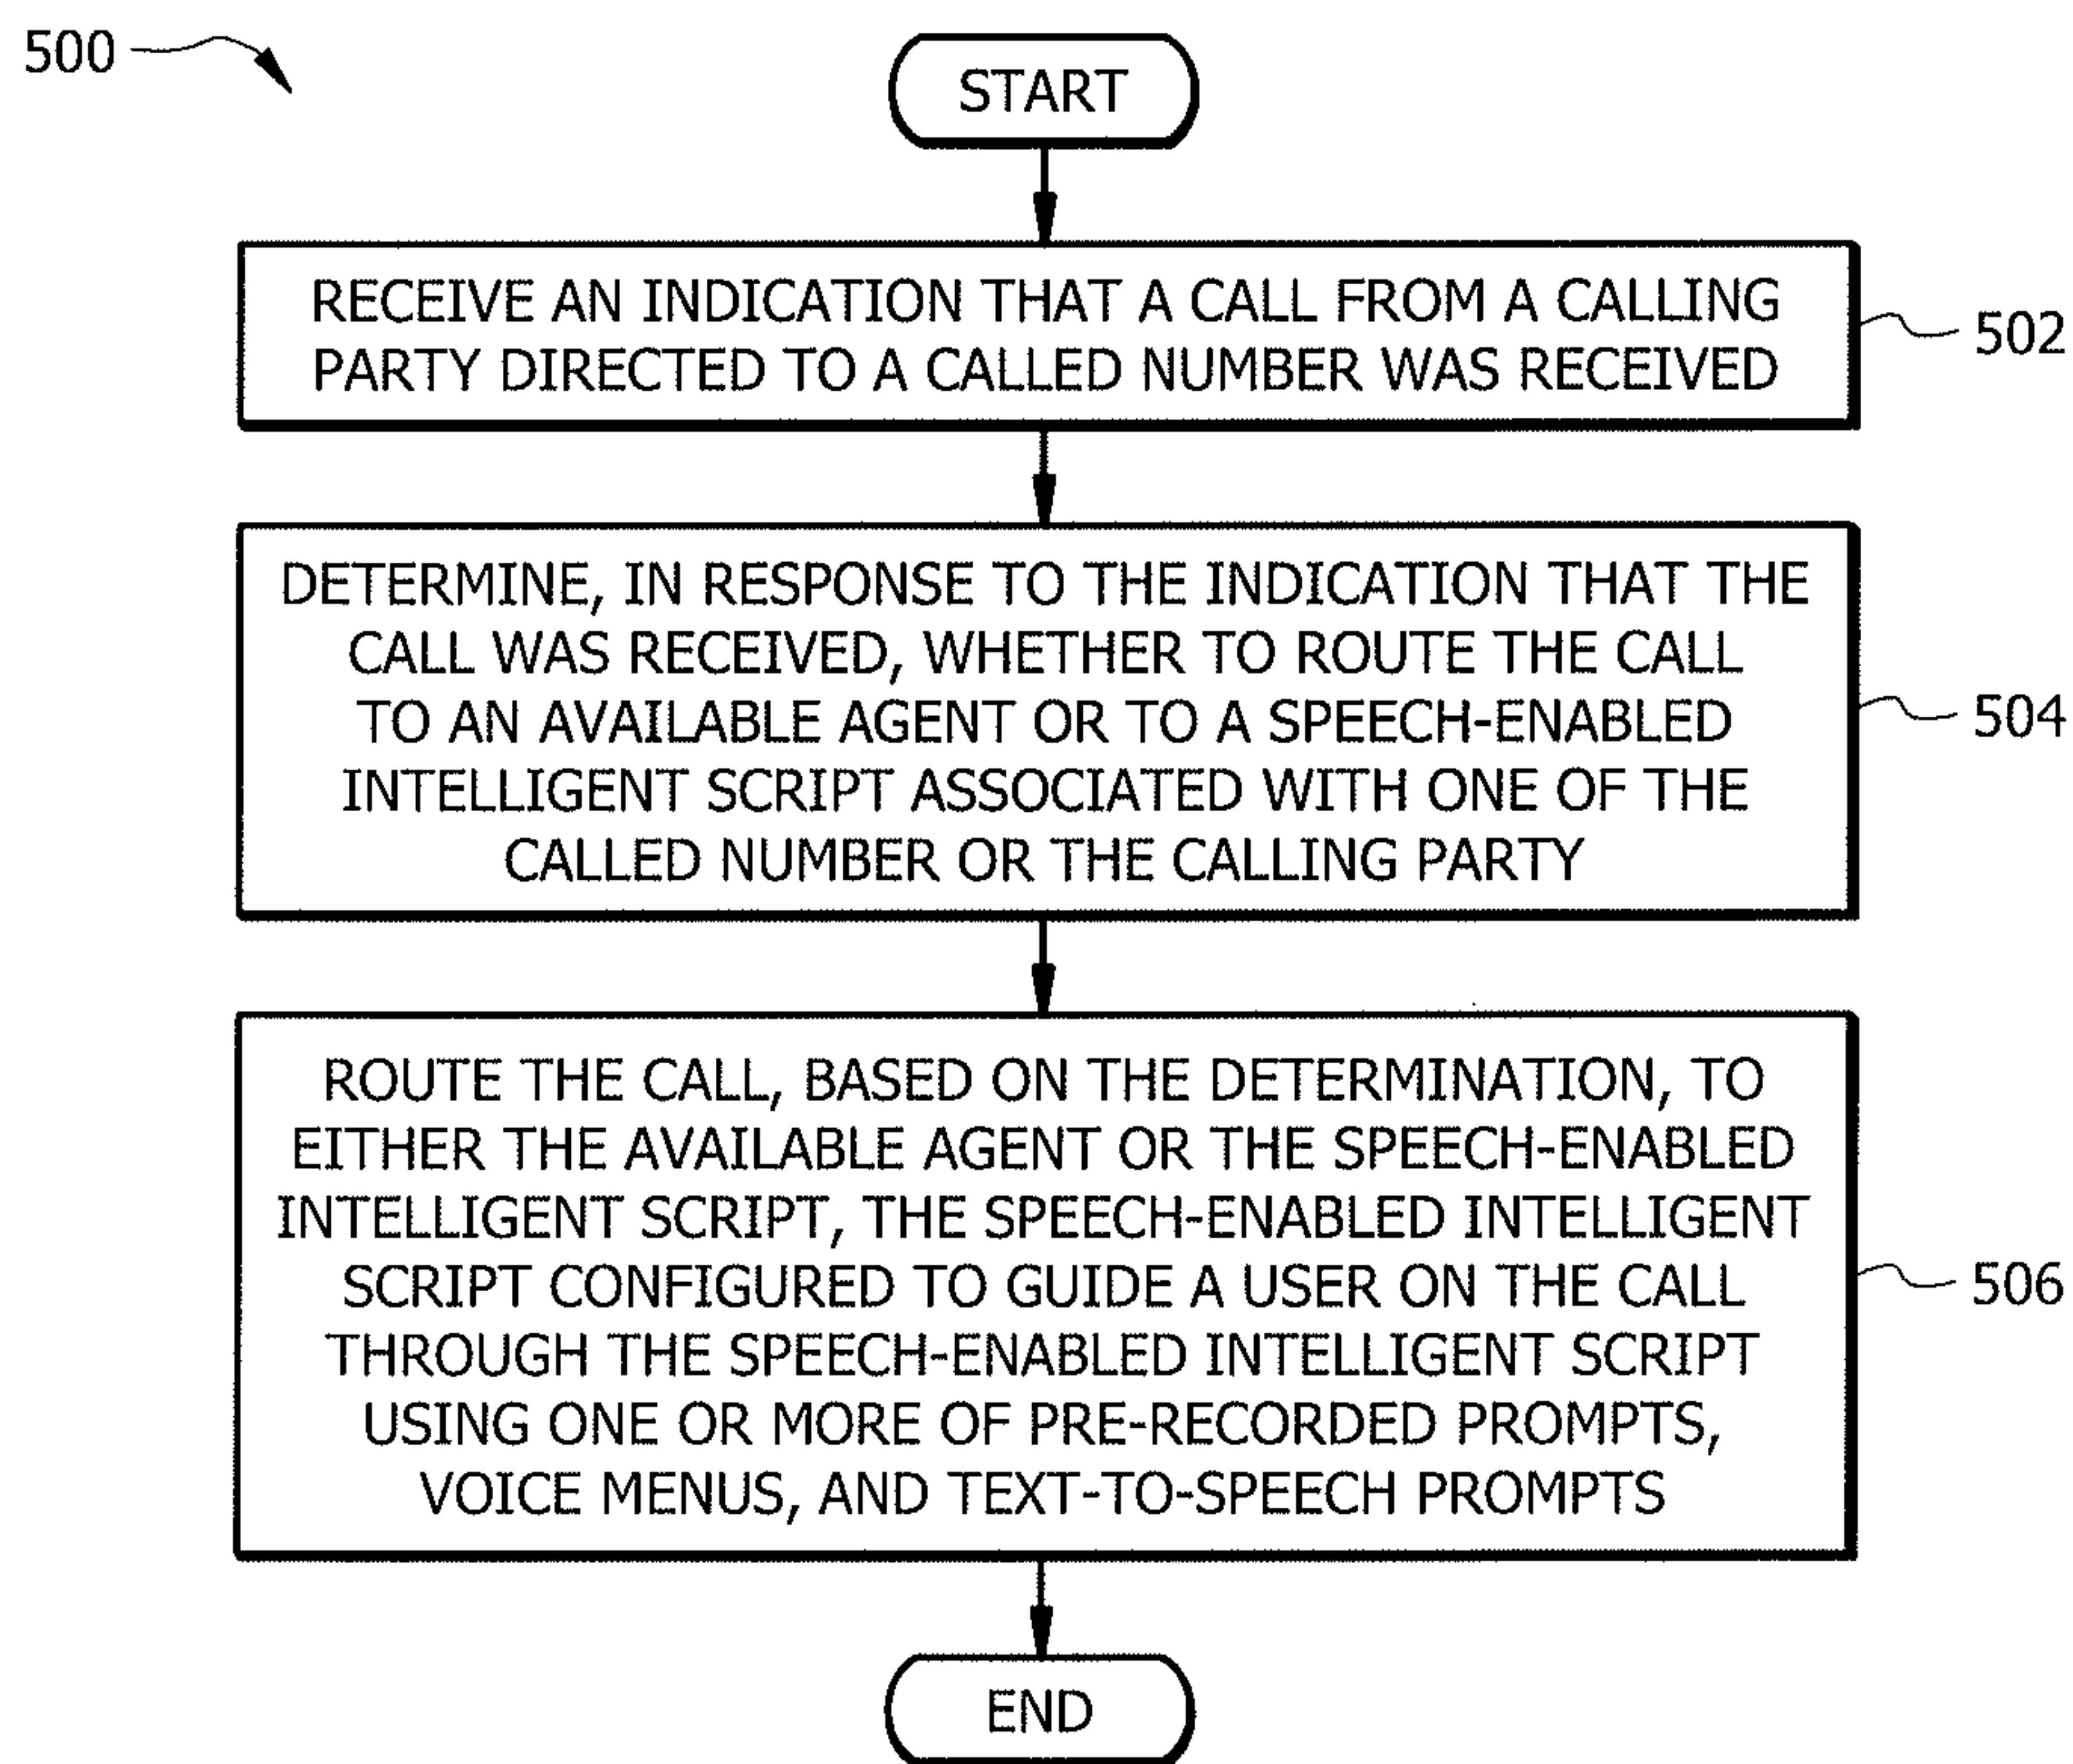 500
START
RECEIVE AN INDICATION THAT A CALL FROM A CALLING
PARTY DIRECTED TO A CALLED NUMBER WAS RECEIVED
502
DETERMINE, IN RESPONSE TO THE INDICATION THAT THE
CALL WAS RECEIVED, WHETHER TO ROUTE THE CALL
TO AN AVAILABLE AGENT OR TO A SPEECH-ENABLED
INTELLIGENT SCRIPT ASSOCIATED WITH ONE OF THE
CALLED NUMBER OR THE CALLING PARTY
504
ROUTE THE CALL, BASED ON THE DETERMINATION, TO
EITHER THE AVAILABLE AGENT OR THE SPEECH-ENABLED
INTELLIGENT SCRIPT, THE SPEECH-ENABLED INTELLIGENT
SCRIPT CONFIGURED TO GUIDE A USER ON THE CALL
THROUGH THE SPEECH-ENABLED INTELLIGENT SCRIPT
USING ONE OR MORE OF PRE-RECORDED PROMPTS,
VOICE MENUS, AND TEXT-TO-SPEECH PROMPTS
506
END